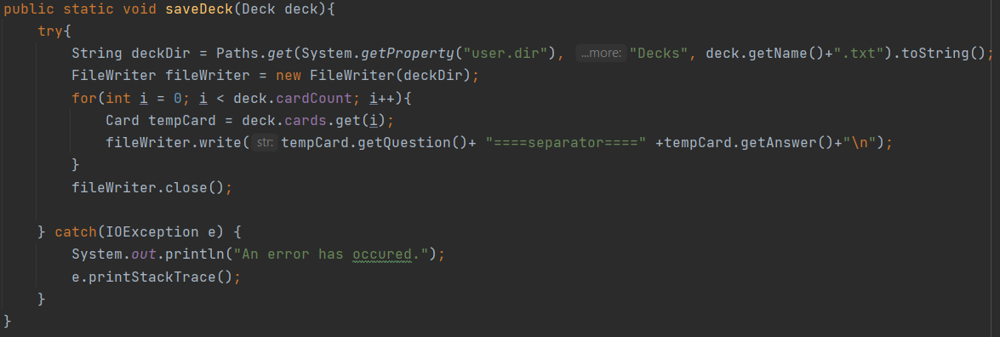 public static void saveDeck(Deck deck){
try{
String deckDir = Paths.get(System.getProperty("user.dir"), ...more: "Decks", deck.getName()+".txt").toString();
FileWriter fileWriter = new FileWriter(deckDir);
for(int i = 0; i < deck.cardCount; i++){
Card tempCard = deck.cards.get(i);
fileWriter.write( str: tempCard.getQuestion()+ "====separator====" +tempCard.getAnswer()+"\n");
}
fileWriter.close();
} catch(IOException e) {
System.out.println("An error has occured.");
e.printStackTrace();
}
}